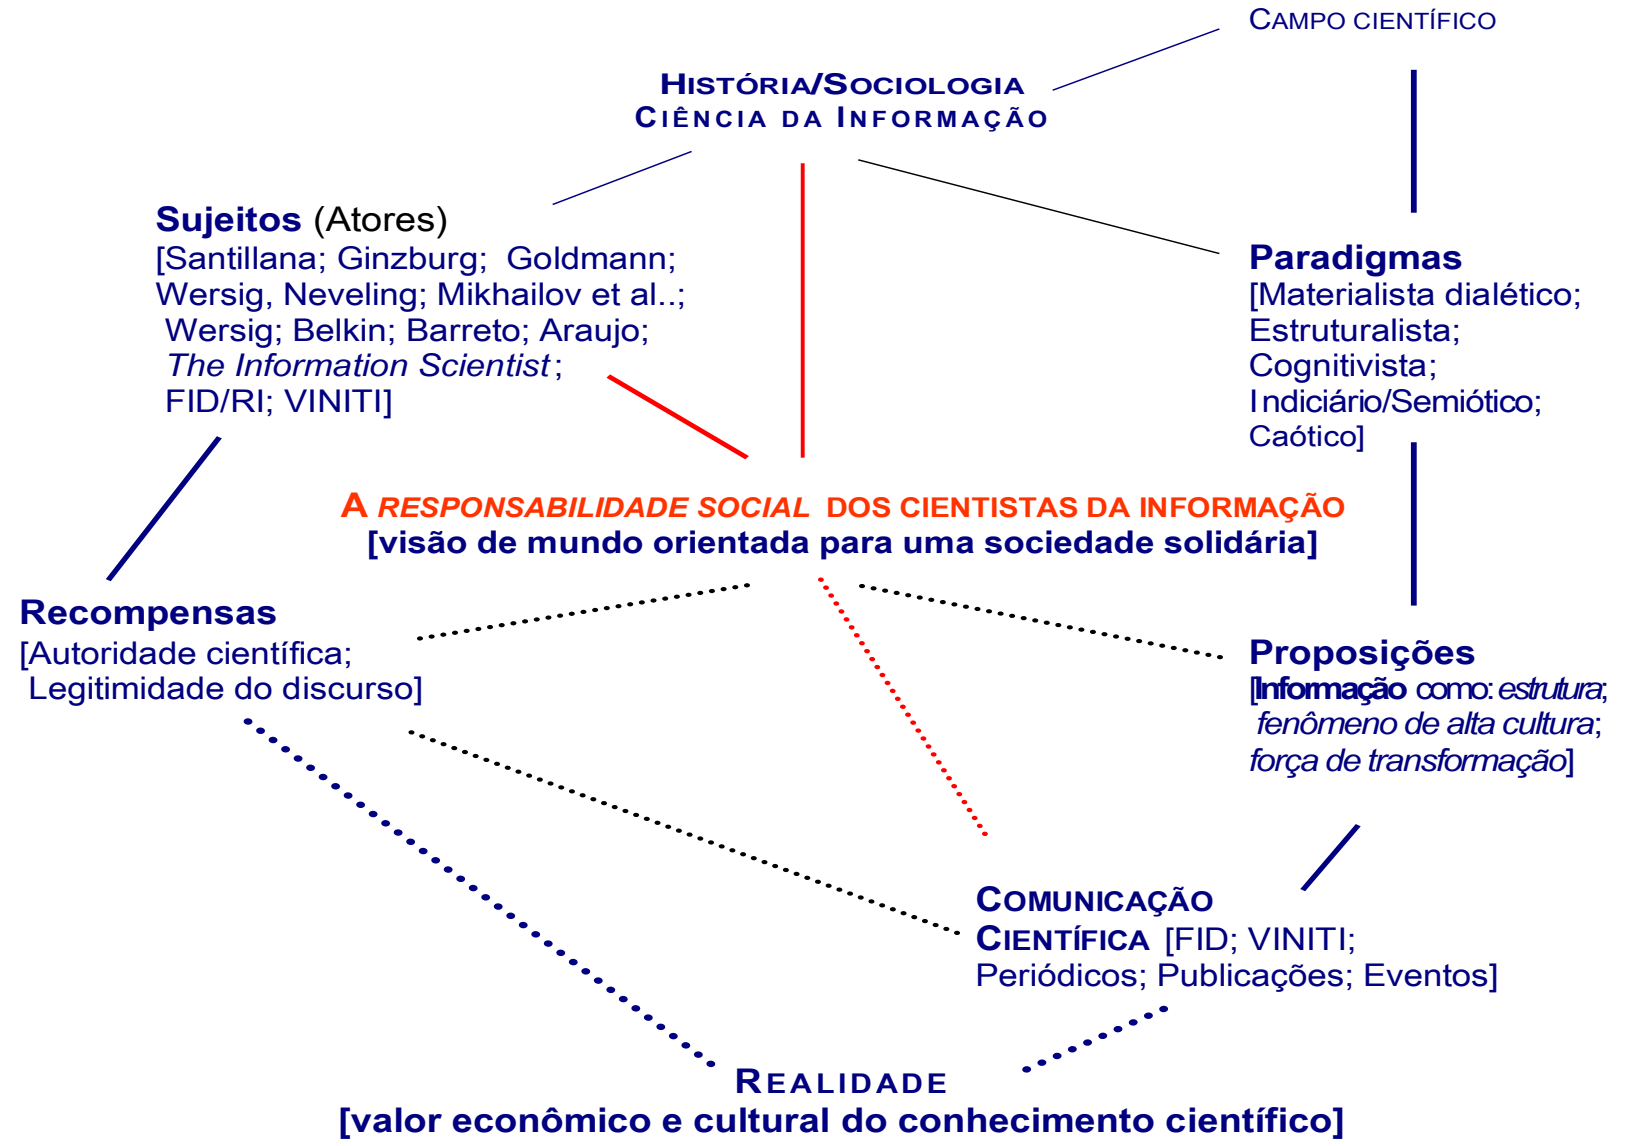 CAMPO CIENTÍFICO
HISTÓRIA/SOCIOLOGIA
CIÊNCIA DA INFORMAÇÃO
Sujeitos (Atores)
[Santillana; Ginzburg; Goldmann;
Wersig, Neveling; Mikhailov et al..;
Wersig; Belkin; Barreto; Araujo;
The Information Scientist;
FID/RI; VINITI]
Paradigmas
[Materialista dialético;
Estruturalista;
Cognitivista;
Indiciário/Semiótico;
Caótico]
A RESPONSABILIDADE SOCIAL DOS CIENTISTAS DA INFORMAÇÃO
[visão de mundo orientada para uma sociedade solidária]
Recompensas
[Autoridade científica;
Legitimidade do discurso]
Proposições
[Informação como: estrutura;
fenômeno de alta cultura;
força de transformação]
COMUNICAÇÃO
CIENTÍFICA [FID; VINITI;
Periódicos; Publicações; Eventos]
REALIDADE
[valor econômico e cultural do conhecimento científico]